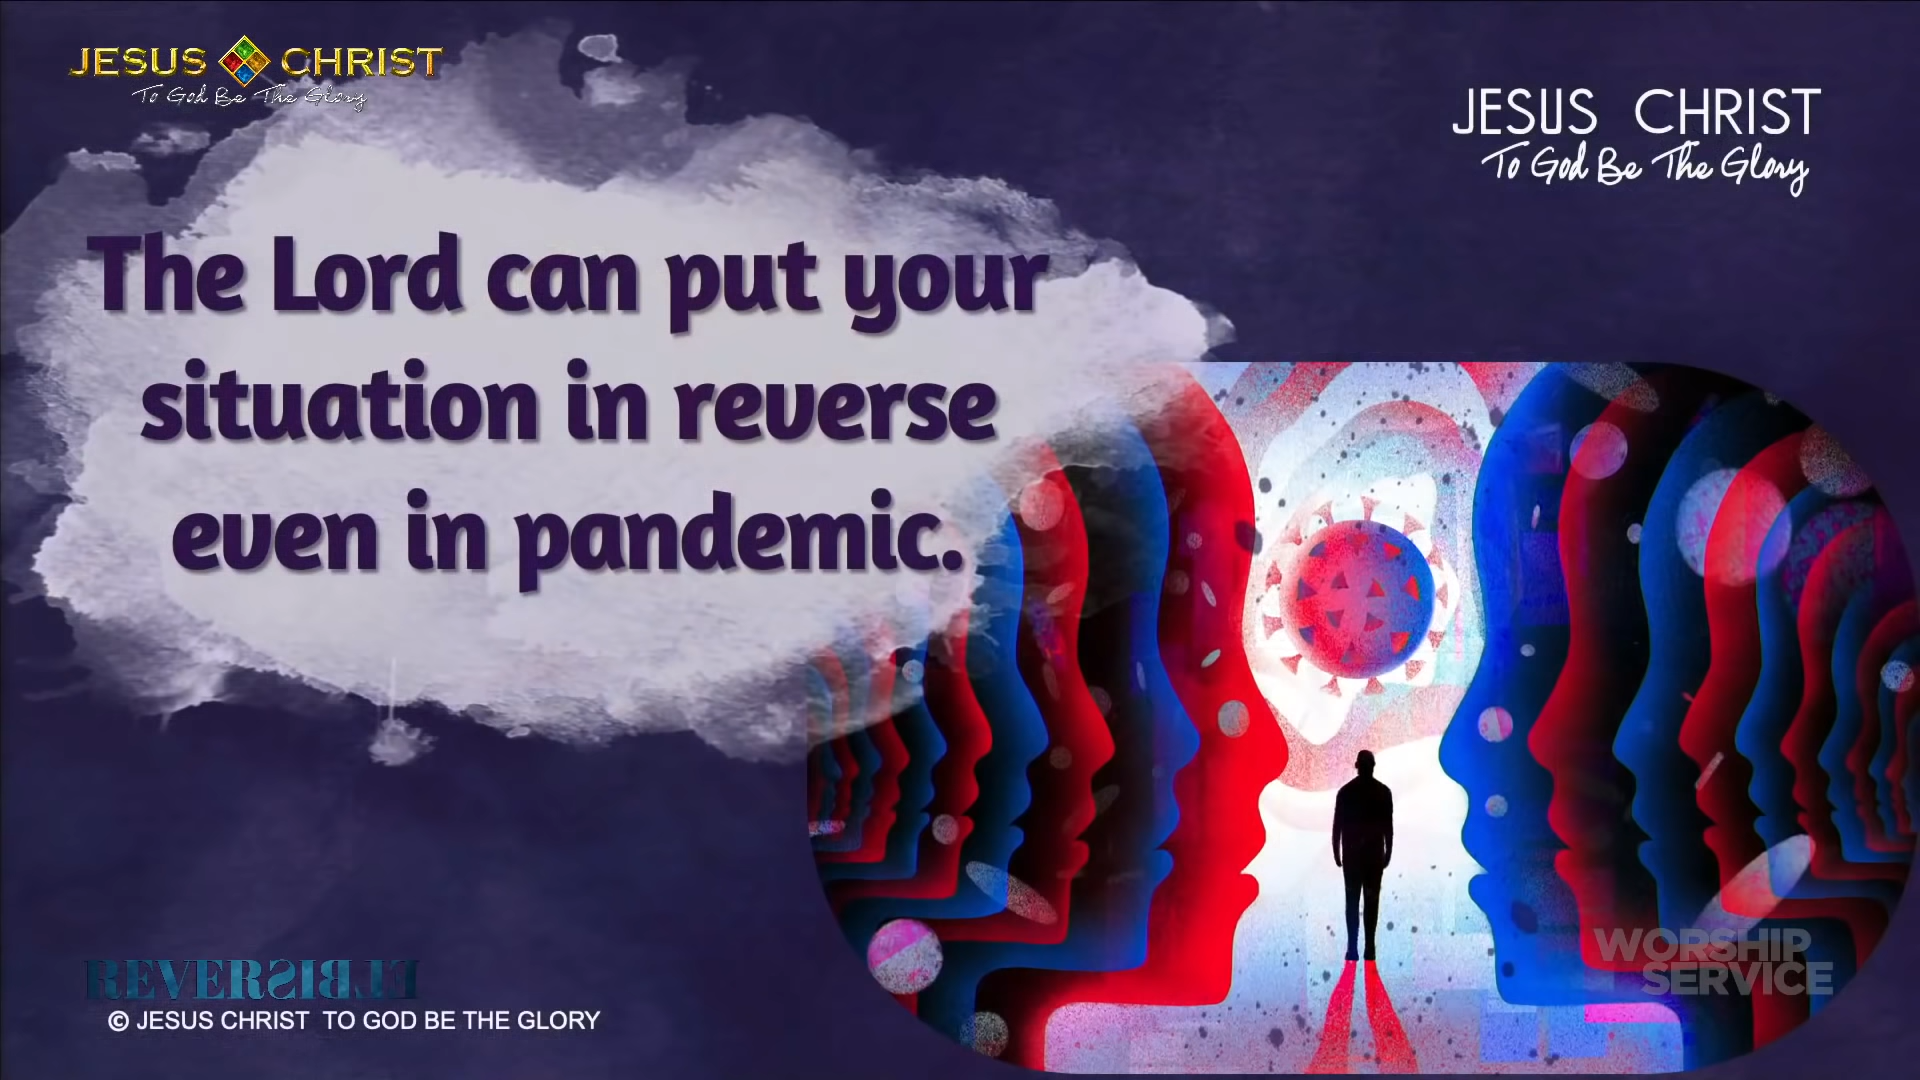 JESUS CHRIST
To God Be The Glory
JESUS CHRIST
To God Be The Glory
The Lord can put your
situation in reverse
even in pandemic.
WORSHIP
SERVICE
REVERSIBLE
© JESUS CHRIST TO GOD BE THE GLORY